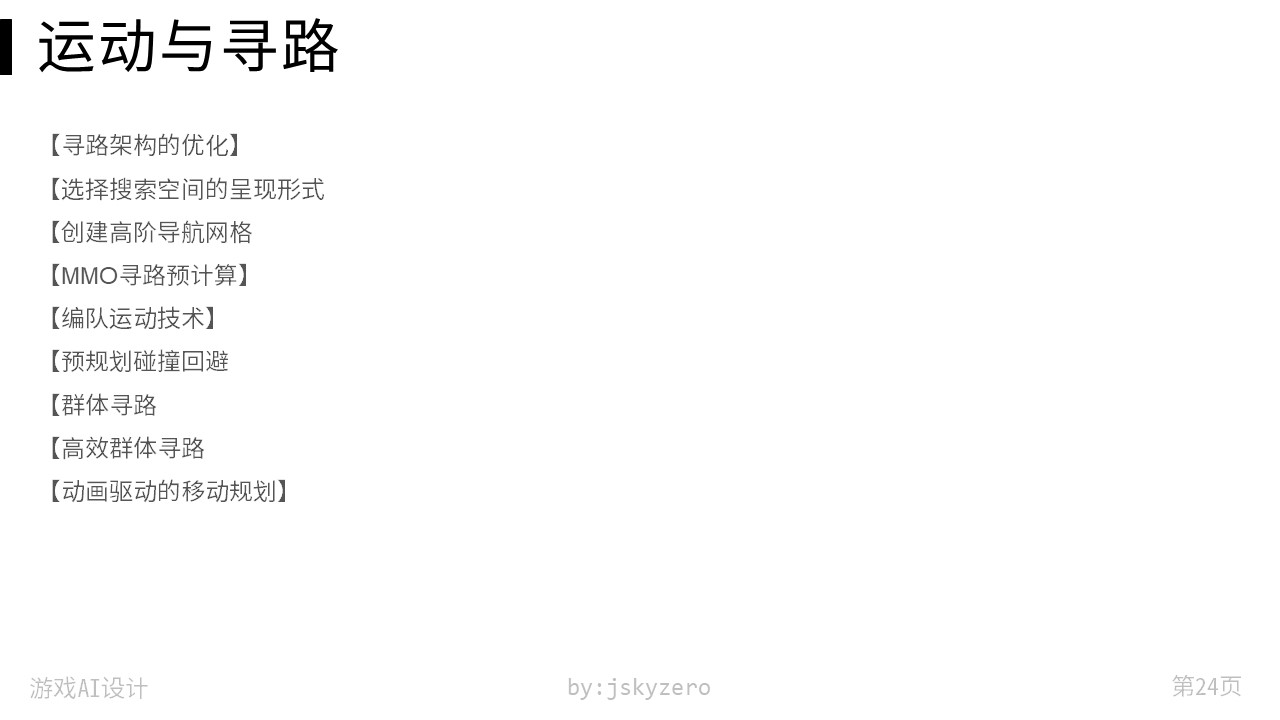 运动与寻路
【寻路架构的优化】
【选择搜索空间的呈现形式
【创建高阶导航网格
【MMO寻路预计算】
【编队运动技术】
【预规划碰撞回避
【群体寻路
【高效群体寻路
【动画驱动的移动规划】
游戏AI设计
by:jskyzero
第24页